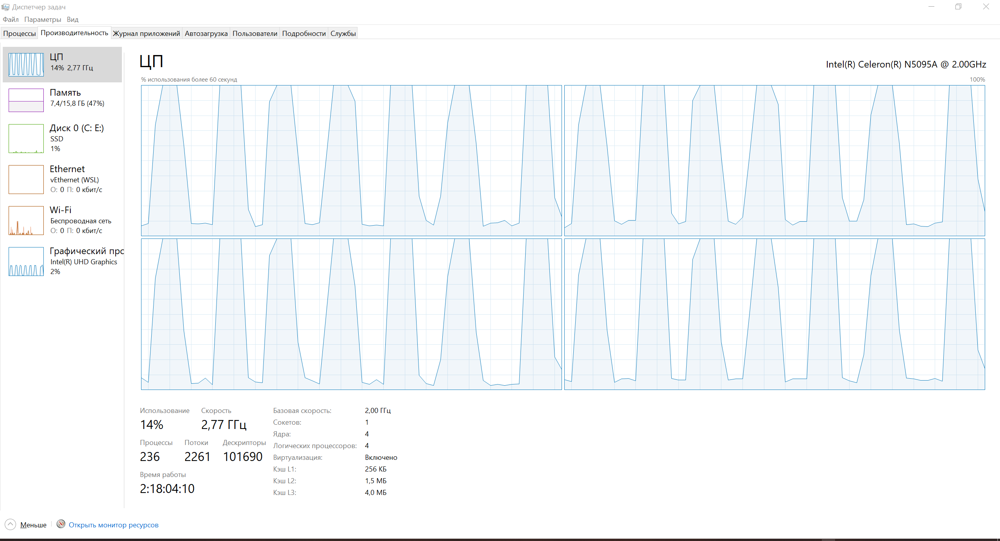 Диспетчер задач
Файл Параметры Вид
Процессы Производительность Журнал приложений Автозагрузка Пользователи Подробности Службы
ЦП
14% 2,77 ГГц
Память
7,4/15,8 ГБ (47%)
Диск 0 (C: E:)
SSD
1%
Ethernet
vEthernet (WSL)
О: 0 П: 0 кбит/с
Wi-Fi
Беспроводная сеть
О: 0 П: 0 кбит/с
Графический прс
Intel(R) UHD Graphics
2%
ЦП
Intel(R) Celeron(R) N5095A @ 2.00GHz
% использования более 60 секунд
100%
Использование Скорость
14% 2,77 ГГц
Процессы Потоки Дескрипторы
236 2261 101690
Время работы
2:18:04:10
Базовая скорость: 2,00 ГГц
Сокетов: 1
Ядра: 4
Логических процессоров: 4
Виртуализация: Включено
Кэш L1: 256 КБ
Кэш L2: 1,5 МБ
Кэш L3: 4,0 МБ
Меньше Открыть монитор ресурсов